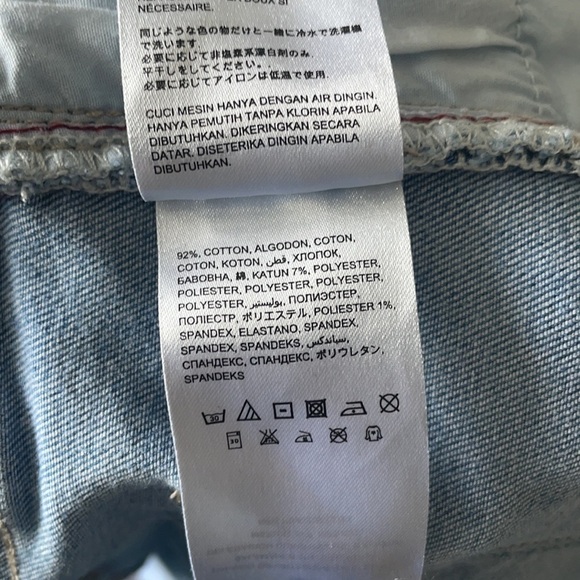 NÉCESSAIRE.
同じような色の物だけと一緒に冷水で洗濯機
で洗います.
必要に応じて非塩素系漂白剤のみ.
平干しをしてください.
必要に応じてアイロンは低温で使用.
CUCI MESIN HANYA DENGAN AIR DINGIN.
HANYA PEMUTIH TANPA KLORIN APABILA
DIBUTUHKAN. DIKERINGKAN SECARA
DATAR. DISETERIKA DINGIN APABILA
DIBUTUHKAN.
92%, COTTON, ALGODON, COTON,
COTON, KOTON, قطن, ХЛОПОК,
БАВОВНА, 綿, KATUN 7%, POLYESTER,
POLIESTER, POLYESTER, POLYESTER,
POLYESTER, بوليستير, ПОЛИЭСТЕР,
ПОЛІЕСТР, ポリエステル, POLIESTER 1%,
SPANDEX, ELASTANO, SPANDEX,
SPANDEX, SPANDEKS, سباندكس,
СПАНДЕКС, СПАНДЕКС, ポリウレタン,
SPANDEKS
30
30